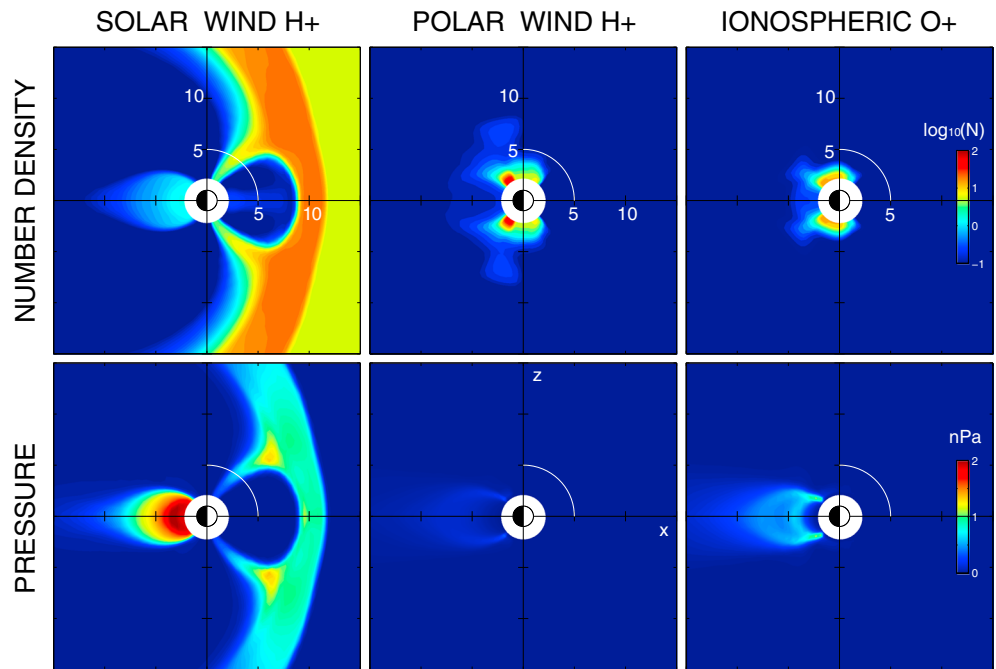 SOLAR WIND H+
POLAR WIND H+
IONOSPHERIC O+
NUMBER DENSITY
10
5
5
10
10
5
5
10
10
5
5
log₁₀(N)
2
1
0
−1
PRESSURE
z
x
nPa
2
1
0